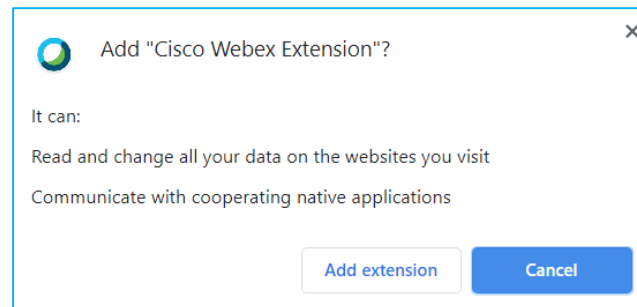 Add "Cisco Webex Extension"?
It can:
Read and change all your data on the websites you visit
Communicate with cooperating native applications
Add extension
Cancel